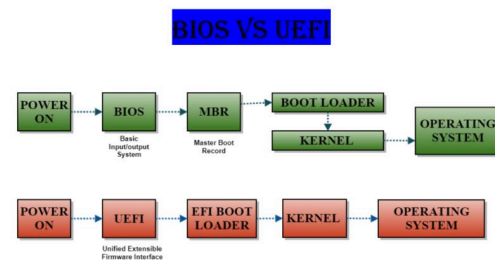 BIOS VS UEFI
POWER
ON
BIOS
MBR
BOOT LOADER
KERNEL
OPERATING
SYSTEM
Basic
Input/output
System
Master Boot
Record
POWER
ON
UEFI
EFI BOOT
LOADER
KERNEL
OPERATING
SYSTEM
Unified Extensible
Firmware Interface